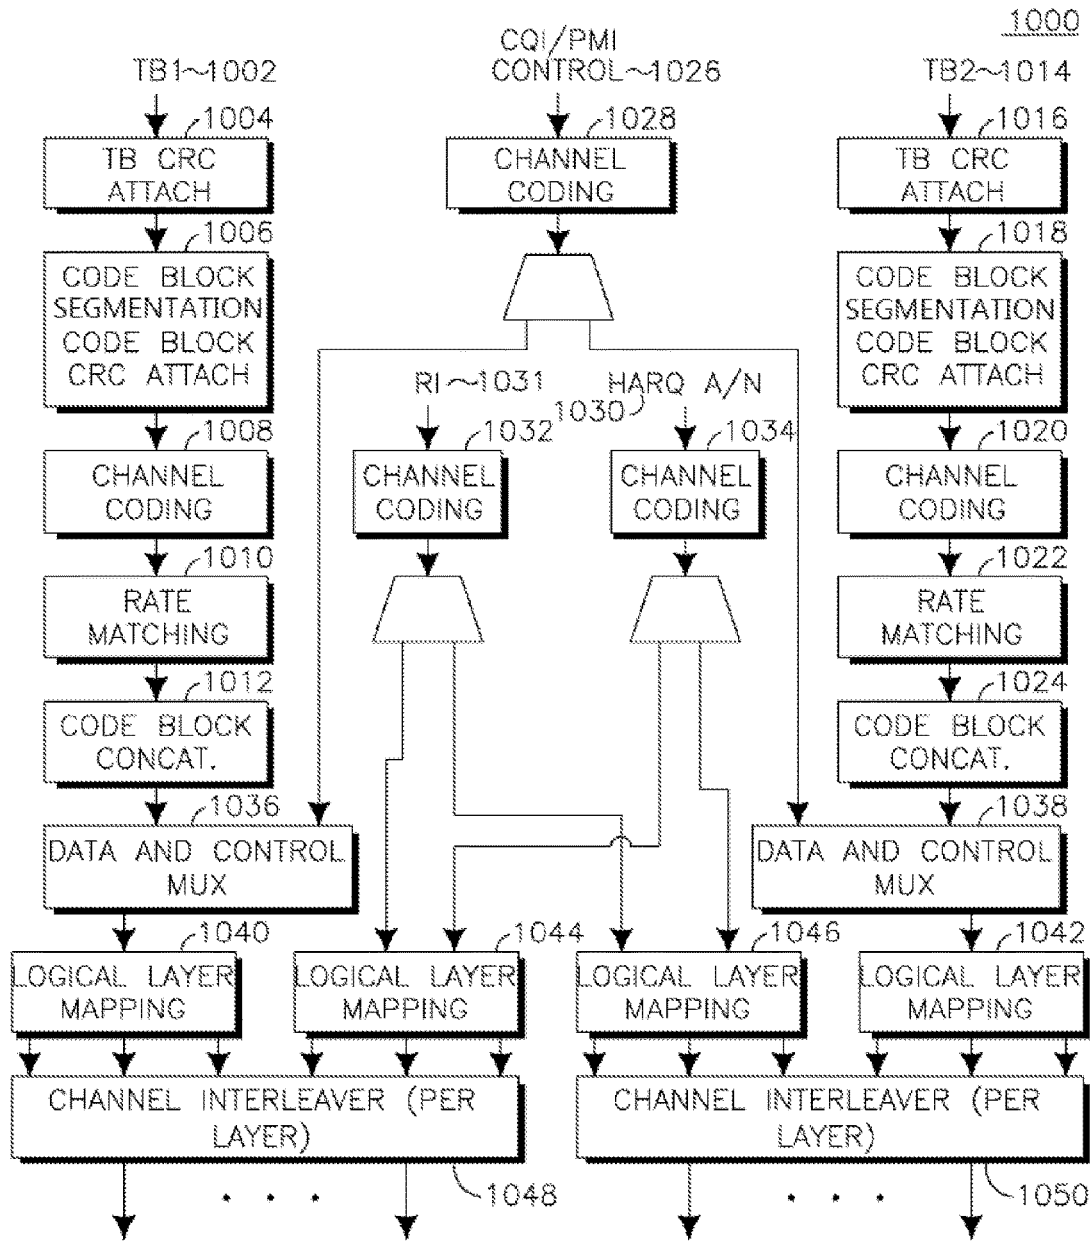 1000
TB1~1002
CQI/PMI
CONTROL~1026
TB2~1014
1004
TB CRC
ATTACH
1028
CHANNEL
CODING
1016
TB CRC
ATTACH
1006
CODE BLOCK
SEGMENTATION
CODE BLOCK
CRC ATTACH
1018
CODE BLOCK
SEGMENTATION
CODE BLOCK
CRC ATTACH
RI~1031
HARQ A/N
1030
1008
CHANNEL
CODING
1032
CHANNEL
CODING
1034
CHANNEL
CODING
1020
CHANNEL
CODING
1010
RATE
MATCHING
1022
RATE
MATCHING
1012
CODE BLOCK
CONCAT.
1024
CODE BLOCK
CONCAT.
1036
DATA AND CONTROL
MUX
1038
DATA AND CONTROL
MUX
1040
LOGICAL LAYER
MAPPING
1044
LOGICAL LAYER
MAPPING
1046
LOGICAL LAYER
MAPPING
1042
LOGICAL LAYER
MAPPING
CHANNEL INTERLEAVER (PER
LAYER)
1048
CHANNEL INTERLEAVER (PER
LAYER)
1050
. . .
. . .